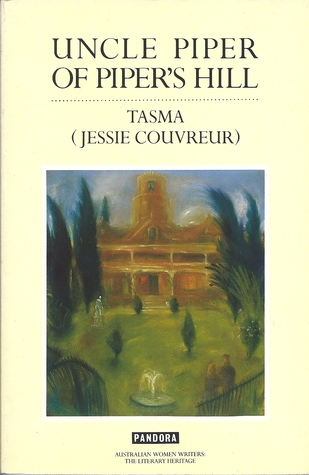 UNCLE PIPER
OF PIPER'S HILL
TASMA
(JESSIE COUVREUR)
PANDORA
AUSTRALIAN WOMEN WRITERS:
THE LITERARY HERITAGE